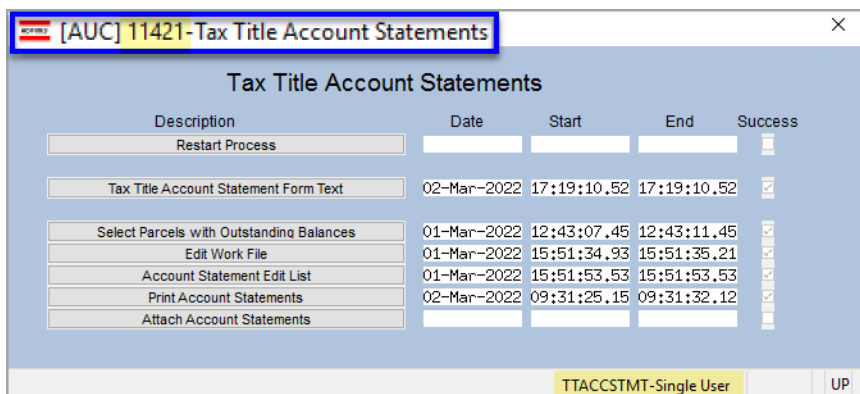 [AUC] 11421-Tax Title Account Statements
Tax Title Account Statements
Description Date Start End Success
Restart Process
Tax Title Account Statement Form Text 02-Mar-2022 17:19:10.52 17:19:10.52
Select Parcels with Outstanding Balances 01-Mar-2022 12:43:07.45 12:43:11.45
Edit Work File 01-Mar-2022 15:51:34.93 15:51:35.21
Account Statement Edit List 01-Mar-2022 15:51:53.53 15:51:53.53
Print Account Statements 02-Mar-2022 09:31:25.15 09:31:32.12
Attach Account Statements
TTACCSTMT-Single User UP